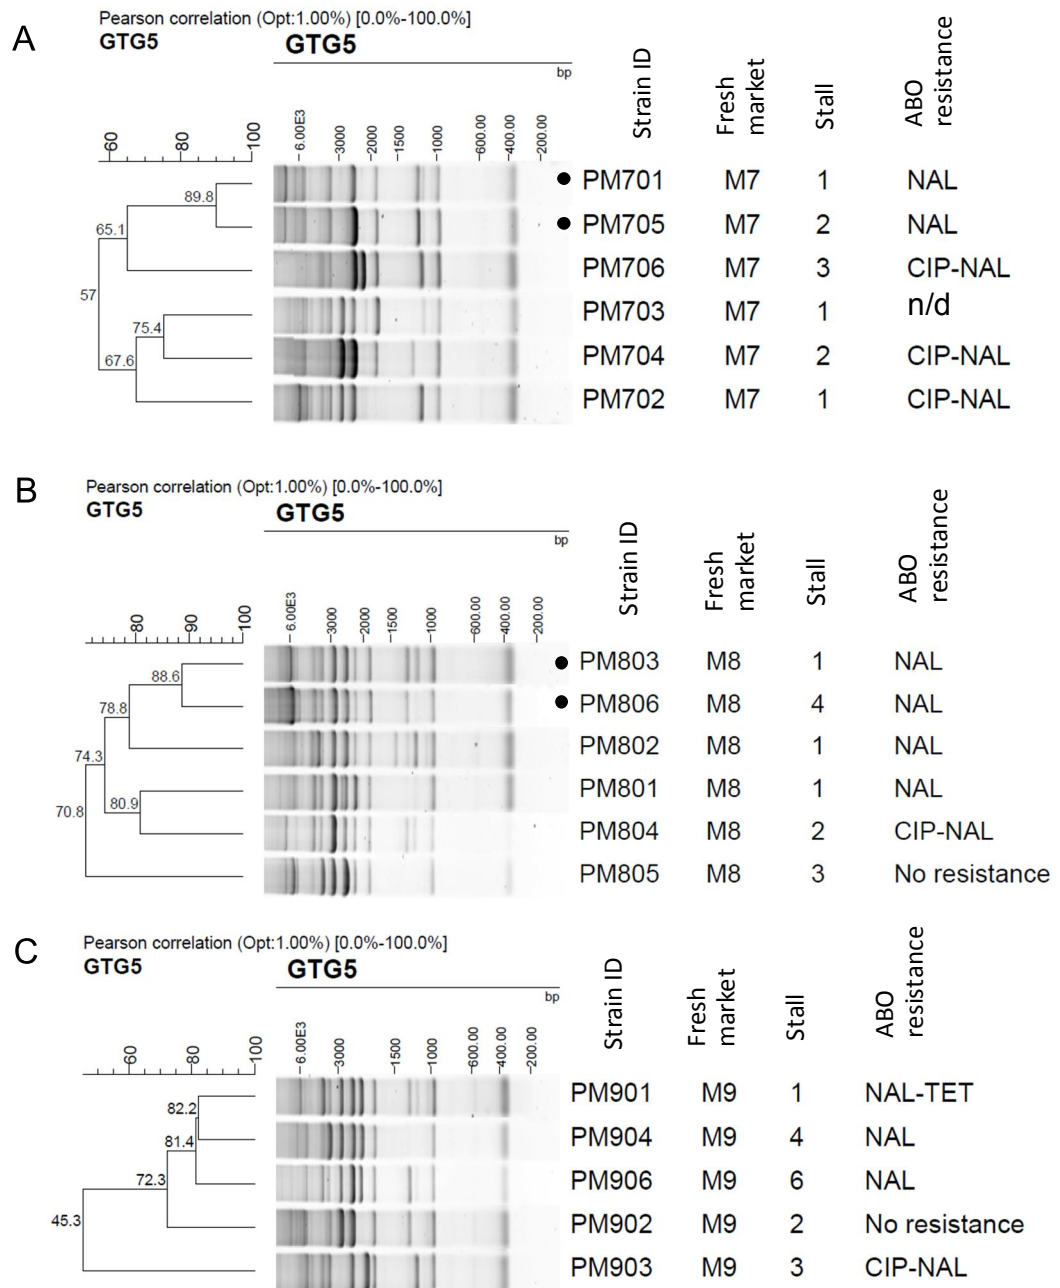 A
Pearson correlation (Opt:1.00%) [0.0%-100.0%]
GTG5 GTG5
bp
Strain ID Fresh market Stall ABO resistance
60 80 100 6.00E3 3000 2000 1500 1000 600.00 400.00 200.00
89.8 PM701 M7 1 NAL
65.1 PM705 M7 2 NAL
PM706 M7 3 CIP-NAL
57 75.4 PM703 M7 1 n/d
67.6 PM704 M7 2 CIP-NAL
PM702 M7 1 CIP-NAL
B
Pearson correlation (Opt:1.00%) [0.0%-100.0%]
GTG5 GTG5
bp
Strain ID Fresh market Stall ABO resistance
80 90 100 6.00E3 3000 2000 1500 1000 600.00 400.00 200.00
88.6 PM803 M8 1 NAL
78.8 PM806 M8 4 NAL
74.3 PM802 M8 1 NAL
70.8 80.9 PM801 M8 1 NAL
PM804 M8 2 CIP-NAL
PM805 M8 3 No resistance
C
Pearson correlation (Opt:1.00%) [0.0%-100.0%]
GTG5 GTG5
bp
Strain ID Fresh market Stall ABO resistance
60 80 100 6.00E3 3000 1500 1000 600.00 400.00 200.00
82.2 PM901 M9 1 NAL-TET
81.4 PM904 M9 4 NAL
72.3 PM906 M9 6 NAL
45.3 PM902 M9 2 No resistance
PM903 M9 3 CIP-NAL